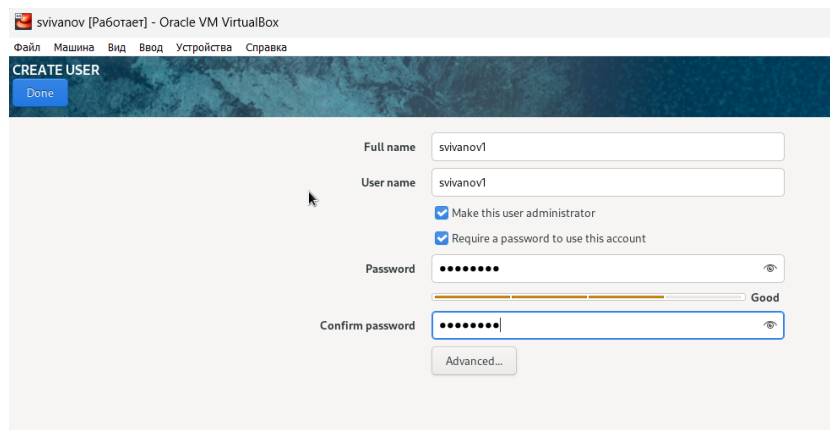 svivanov [Работает] - Oracle VM VirtualBox
Файл Машина Вид Ввод Устройства Справка
CREATE USER
Done
Full name svivanov1
User name svivanov1
Make this user administrator
Require a password to use this account
Password ●●●●●●●●
Good
Confirm password ●●●●●●●●
Advanced...